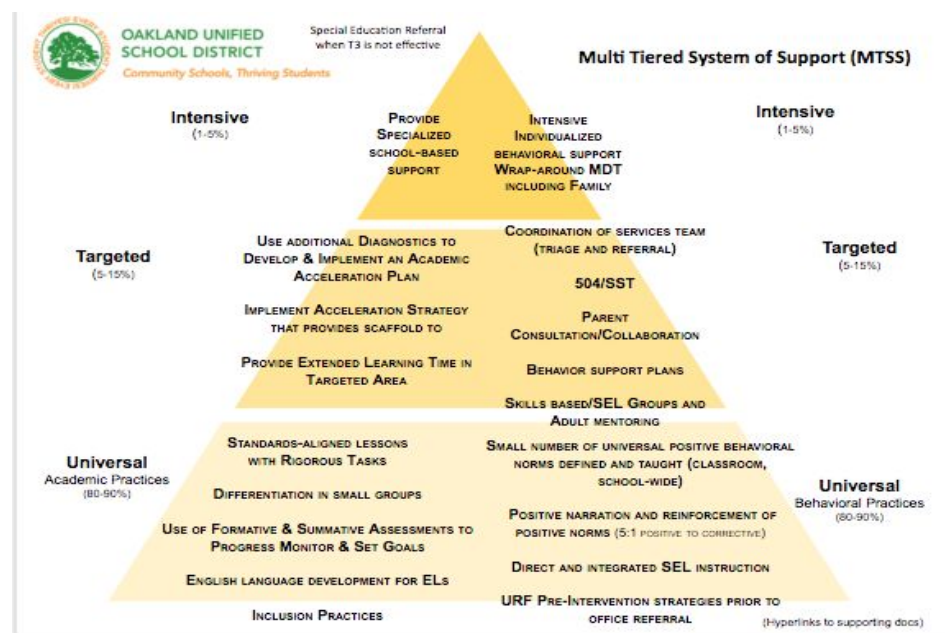 OAKLAND UNIFIED
SCHOOL DISTRICT
Community Schools, Thriving Students
EVERY STUDENT THRIVES!
Special Education Referral
when T3 is not effective
Multi Tiered System of Support (MTSS)
Intensive
(1-5%)
PROVIDE
SPECIALIZED
SCHOOL-BASED
SUPPORT
INTENSIVE
INDIVIDUALIZED
BEHAVIORAL SUPPORT
WRAP-AROUND MDT
INCLUDING FAMILY
Intensive
(1-5%)
Targeted
(5-15%)
USE ADDITIONAL DIAGNOSTICS TO
DEVELOP & IMPLEMENT AN ACADEMIC
ACCELERATION PLAN
IMPLEMENT ACCELERATION STRATEGY
THAT PROVIDES SCAFFOLD TO
PROVIDE EXTENDED LEARNING TIME IN
TARGETED AREA
COORDINATION OF SERVICES TEAM
(TRIAGE AND REFERRAL)
504/SST
PARENT
CONSULTATION/COLLABORATION
BEHAVIOR SUPPORT PLANS
SKILLS BASED/SEL GROUPS AND
ADULT MENTORING
Targeted
(5-15%)
Universal
Academic Practices
(80-90%)
STANDARDS-ALIGNED LESSONS
WITH RIGOROUS TASKS
DIFFERENTIATION IN SMALL GROUPS
USE OF FORMATIVE & SUMMATIVE ASSESSMENTS TO
PROGRESS MONITOR & SET GOALS
ENGLISH LANGUAGE DEVELOPMENT FOR ELS
INCLUSION PRACTICES
SMALL NUMBER OF UNIVERSAL POSITIVE BEHAVIORAL
NORMS DEFINED AND TAUGHT (CLASSROOM,
SCHOOL-WIDE)
POSITIVE NARRATION AND REINFORCEMENT OF
POSITIVE NORMS (5:1 POSITIVE TO CORRECTIVE)
DIRECT AND INTEGRATED SEL INSTRUCTION
URF PRE-INTERVENTION STRATEGIES PRIOR TO
OFFICE REFERRAL
Universal
Behavioral Practices
(80-90%)
(Hyperlinks to supporting docs)